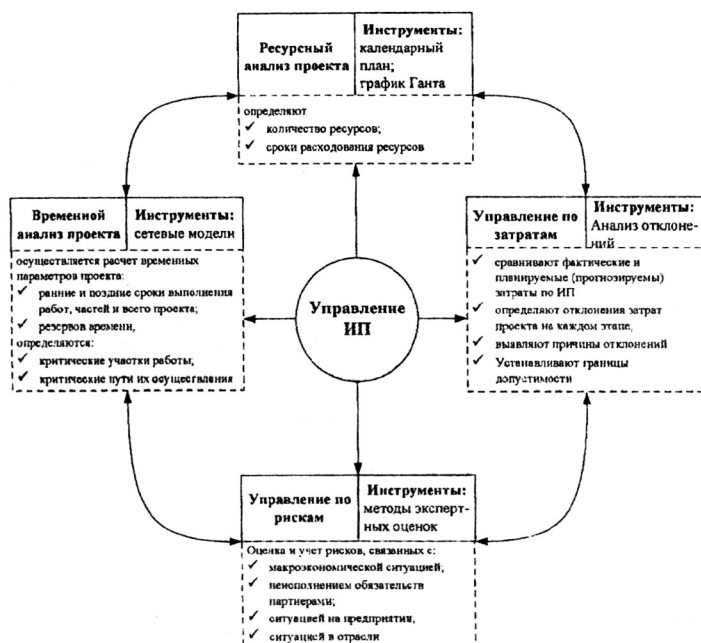 Ресурсный
анализ проекта
Инструменты:
календарный
план;
график Ганта
определяют
✓ количество ресурсов;
✓ сроки расходования ресурсов
Временной
анализ проекта
Инструменты:
сетевые модели
осуществляется расчет временных
параметров проекта:
✓ ранние и поздние сроки выполнения
работ, частей и всего проекта;
✓ резервов времени,
определяются:
✓ критические участки работы;
✓ критические пути их осуществления
Управление
ИП
Управление по
затратам
Инструменты:
Анализ отклоне-
ний
✓ сравнивают фактические и
планируемые (прогнозируемы)
затраты по ИП
✓ определяют отклонения затрат
проекта на каждом этапе,
✓ выявляют причины отклонений
✓ Устанавливают границы
допустимости
Управление по
рискам
Инструменты:
методы эксперт-
ных оценок
Оценка и учет рисков, связанных с:
✓ макроэкономической ситуацией;
✓ неисполнением обязательств
партнерами;
✓ ситуацией на предприятии,
✓ ситуацией в отрасли